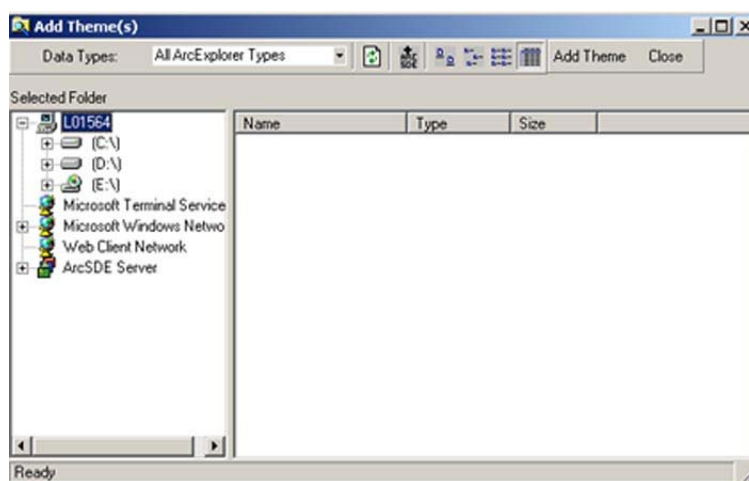 Add Theme(s)
Data Types: All ArcExplorer Types Add Theme Close
Selected Folder
L01564 Name Type Size
(C:\)
(D:\)
(E:\)
Microsoft Terminal Service
Microsoft Windows Netwo
Web Client Network
ArcSDE Server
Ready